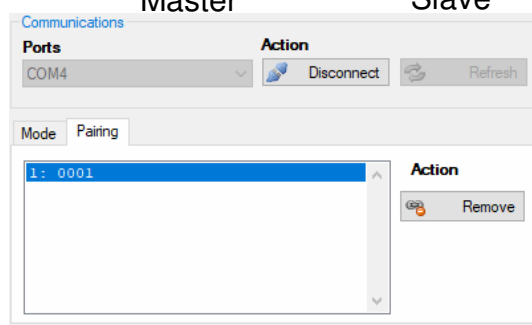 Master Slave
Communications
Ports Action
COM4 Disconnect Refresh
Mode Pairing
1: 0001 Action
Remove